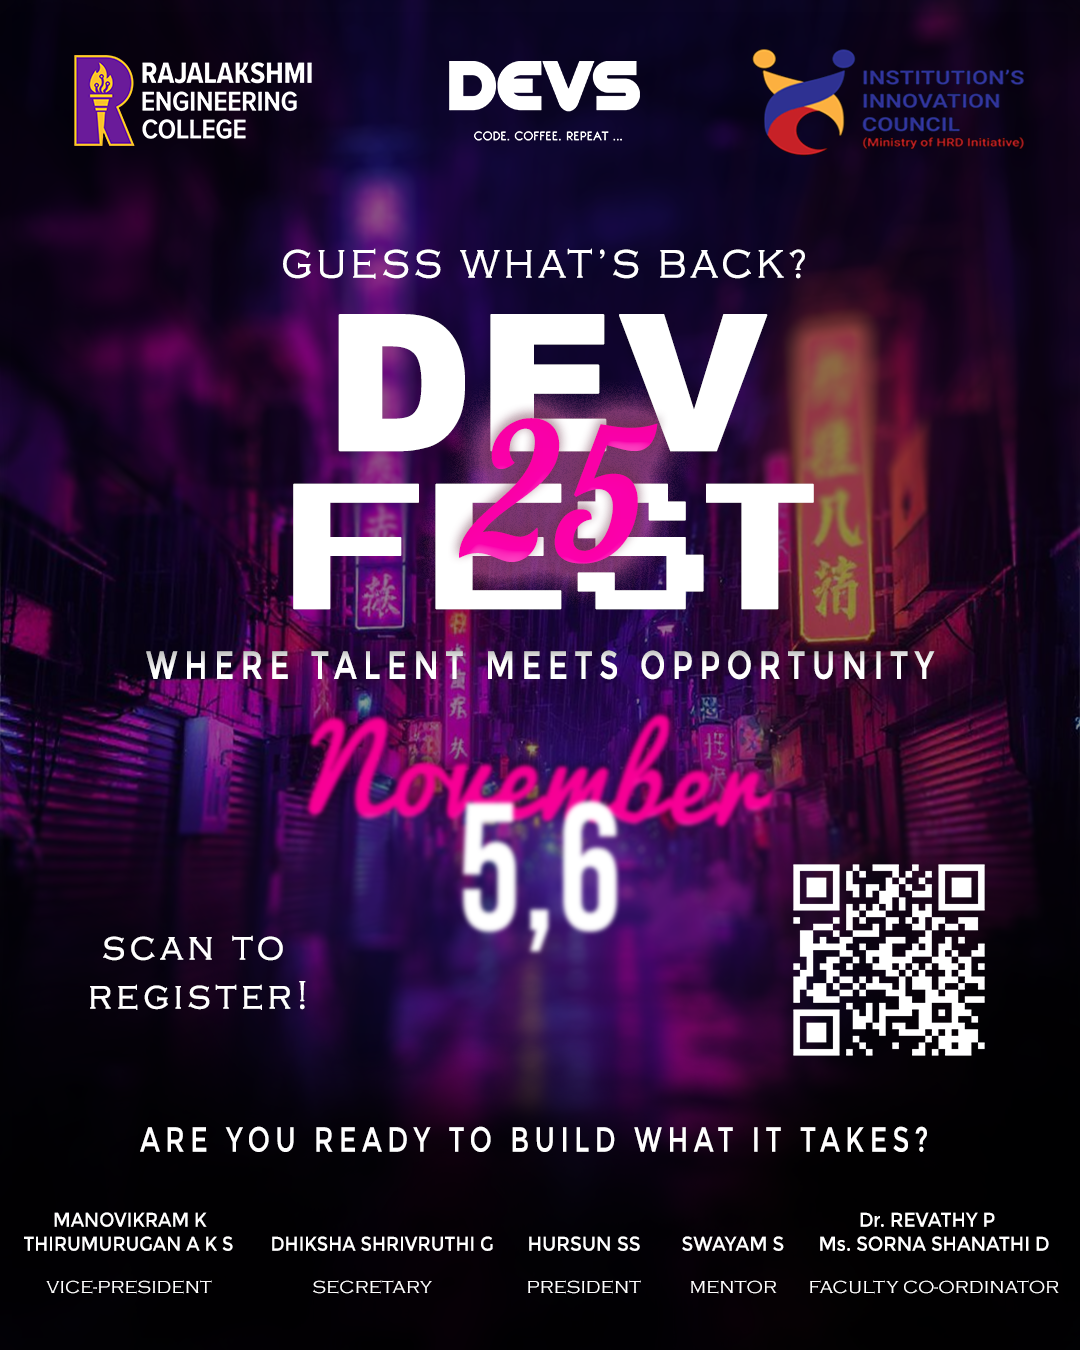 RAJALAKSHMI
ENGINEERING
COLLEGE
DEVS
CODE. COFFEE. REPEAT ...
INSTITUTION'S
INNOVATION
COUNCIL
(Ministry of HRD Initiative)
GUESS WHAT'S BACK?
DEV
25
FEST
WHERE TALENT MEETS OPPORTUNITY
November
5,6
SCAN TO
REGISTER!
ARE YOU READY TO BUILD WHAT IT TAKES?
MANOVIKRAM K
THIRUMURUGAN A K S
VICE-PRESIDENT
DHIKSHA SHRIVRUTHI G
SECRETARY
HURSUN SS
PRESIDENT
SWAYAM S
MENTOR
Dr. REVATHY P
Ms. SORNA SHANATHI D
FACULTY CO-ORDINATOR